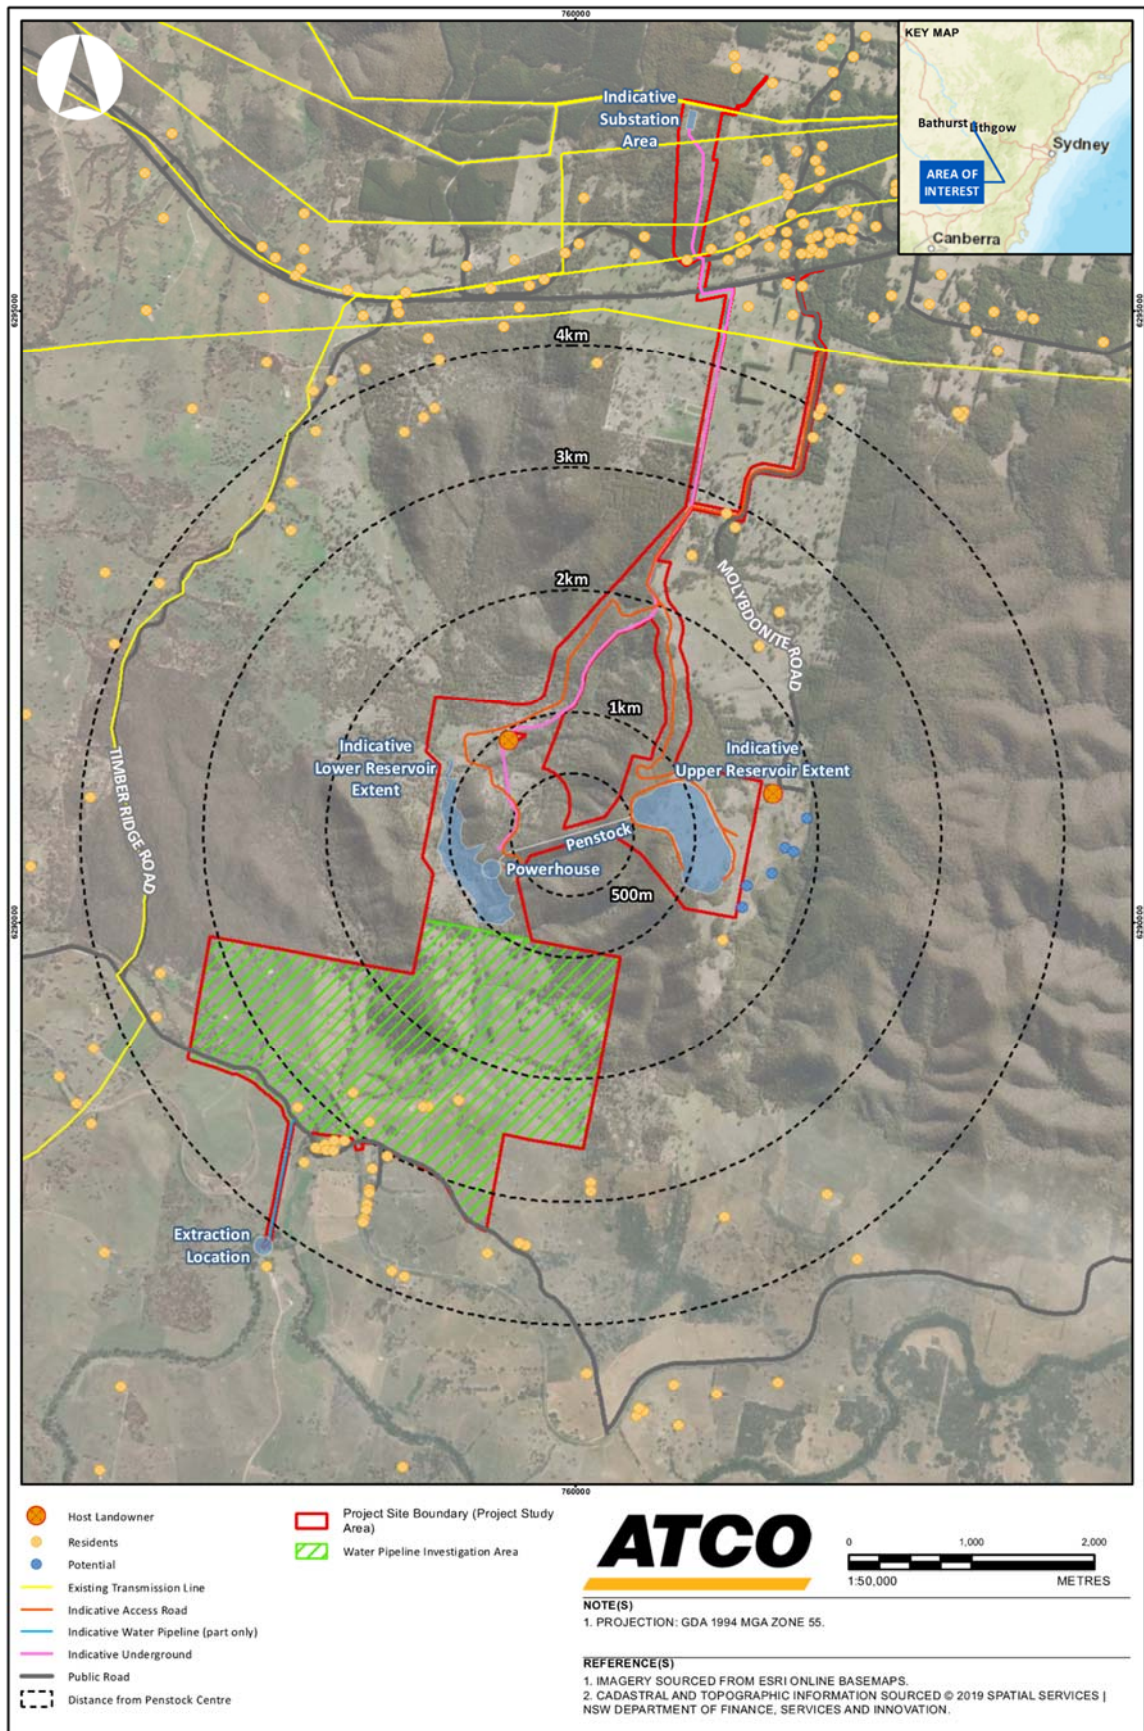 760000
KEY MAP
Bathurst
Lithgow
Sydney
AREA OF
INTEREST
Canberra
Indicative
Substation
Area
6295000
6295000
4km
3km
2km
MOLYBDONITE ROAD
1km
Indicative
Lower Reservoir
Extent
Indicative
Upper Reservoir Extent
TIMBER RIDGE ROAD
Penstock
Powerhouse
500m
6290000
6290000
Extraction
Location
760000
Host Landowner
Residents
Potential
Existing Transmission Line
Indicative Access Road
Indicative Water Pipeline (part only)
Indicative Underground
Public Road
Distance from Penstock Centre
Project Site Boundary (Project Study
Area)
Water Pipeline Investigation Area
ATCO
0 1,000 2,000
1:50,000 METRES
NOTE(S)
1. PROJECTION: GDA 1994 MGA ZONE 55.
REFERENCE(S)
1. IMAGERY SOURCED FROM ESRI ONLINE BASEMAPS.
2. CADASTRAL AND TOPOGRAPHIC INFORMATION SOURCED © 2019 SPATIAL SERVICES |
NSW DEPARTMENT OF FINANCE, SERVICES AND INNOVATION.